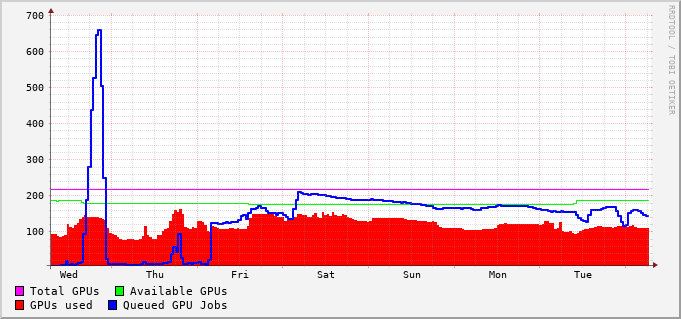 700
600
500
400
300
200
100
Wed Thu Fri Sat Sun Mon Tue
Total GPUs Available GPUs
GPUs used Queued GPU Jobs
RRDTOOL / TOBI OETIKER